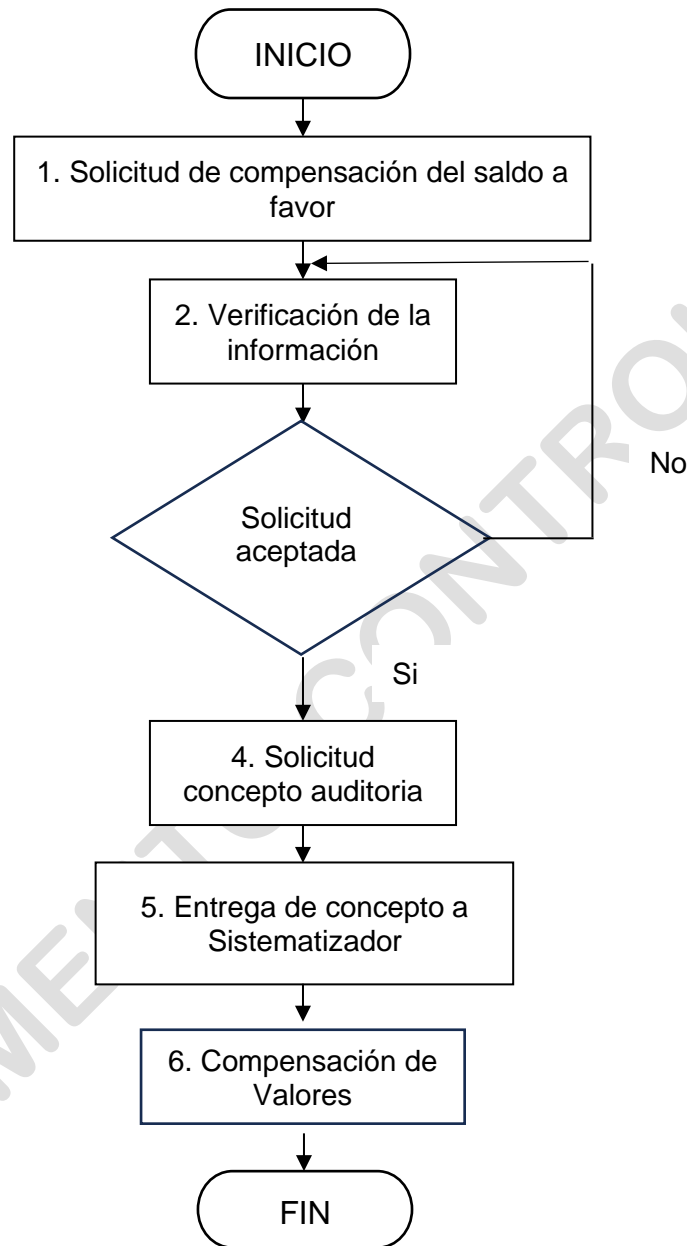 INICIO
1. Solicitud de compensación del saldo a
favor
2. Verificación de la
información
No
Solicitud
aceptada
Si
4. Solicitud
concepto auditoria
5. Entrega de concepto a
Sistematizador
6. Compensación de
Valores
FIN